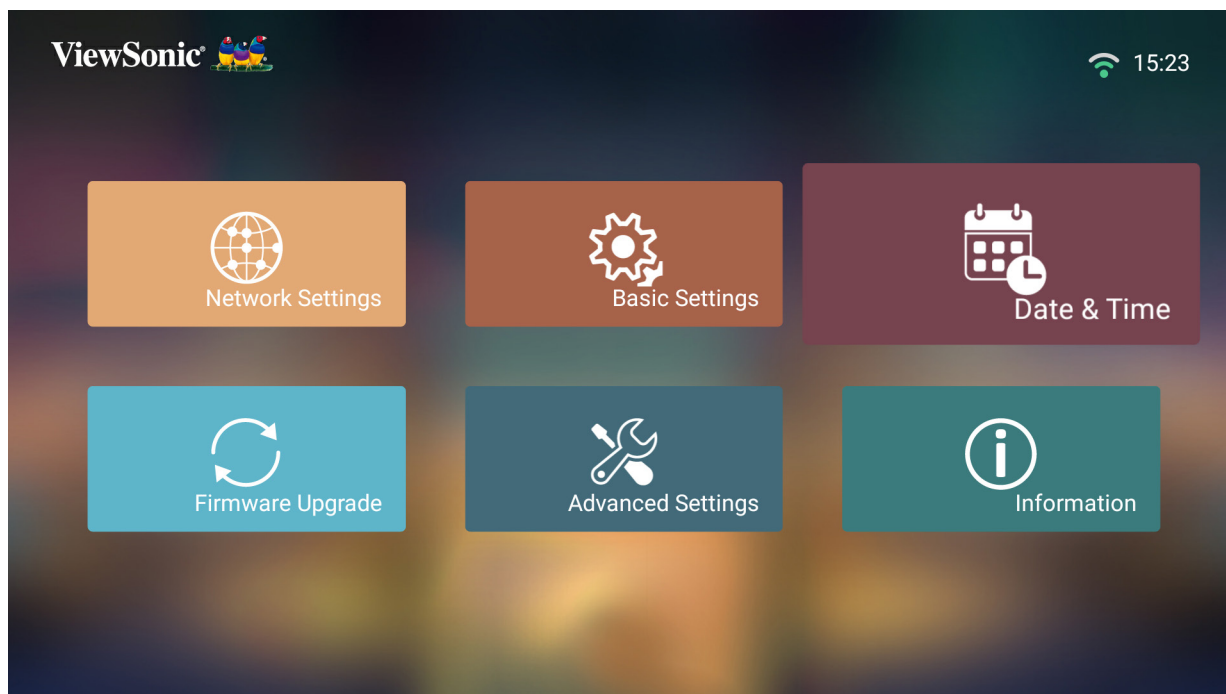 ViewSonic®
15:23
Network Settings
Basic Settings
Date & Time
Firmware Upgrade
Advanced Settings
Information